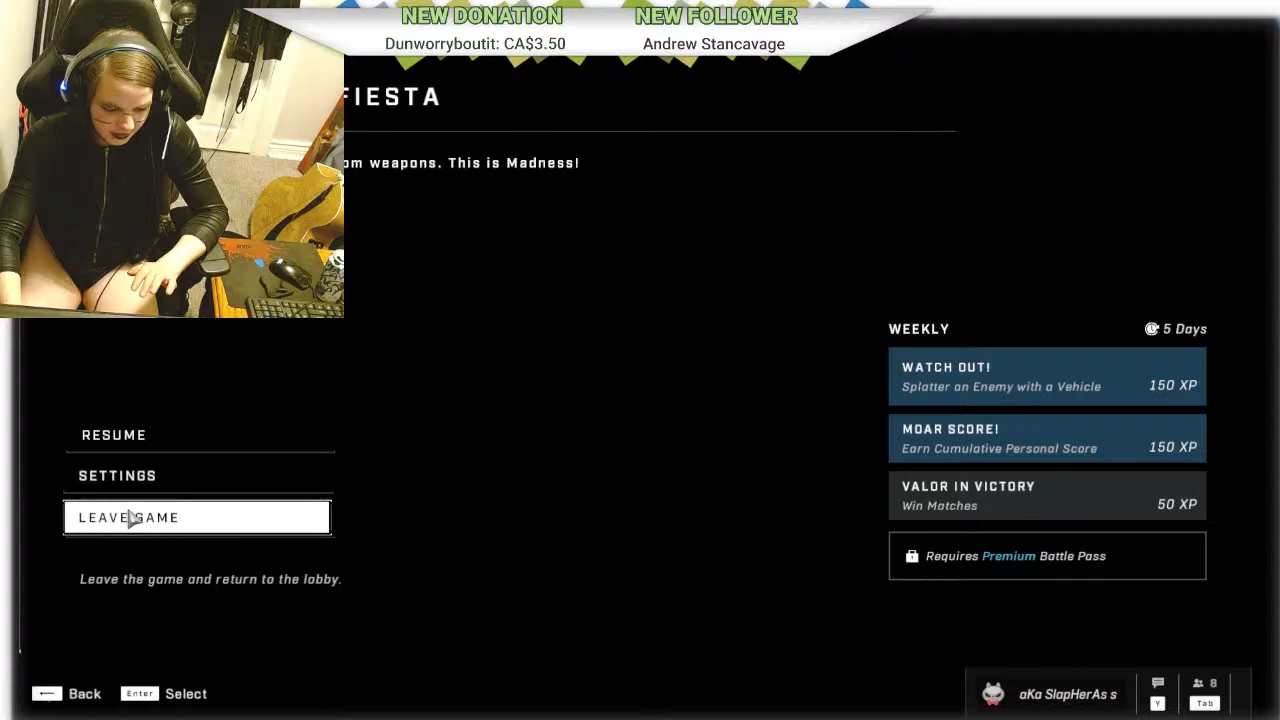 NEW DONATION
Dunworryboutit: CA$3.50
NEW FOLLOWER
Andrew Stancavage
FIESTA
om weapons. This is Madness!
WEEKLY
5 Days
WATCH OUT!
Splatter an Enemy with a Vehicle
150 XP
MOAR SCORE!
Earn Cumulative Personal Score
150 XP
VALOR IN VICTORY
Win Matches
50 XP
Requires Premium Battle Pass
RESUME
SETTINGS
LEAVE GAME
Leave the game and return to the lobby.
Back
Enter Select
aKa SlapHerAs s
Y
8
Tab